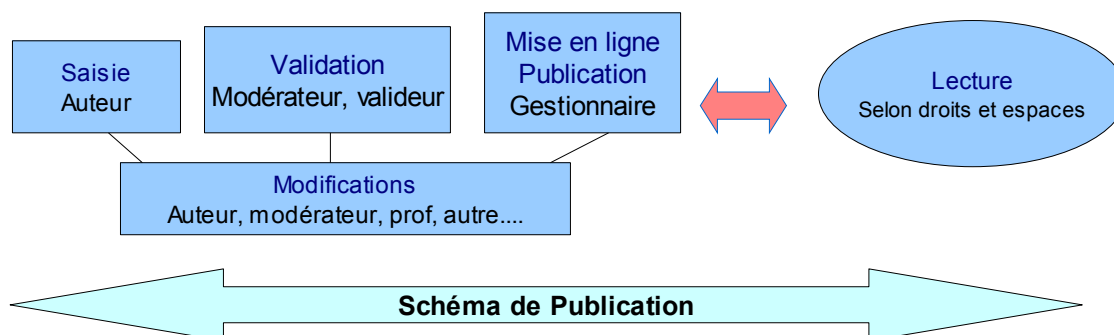 Saisie
Auteur
Validation
Modérateur, valideur
Mise en ligne
Publication
Gestionnaire
Lecture
Selon droits et espaces
Modifications
Auteur, modérateur, prof, autre....
Schéma de Publication